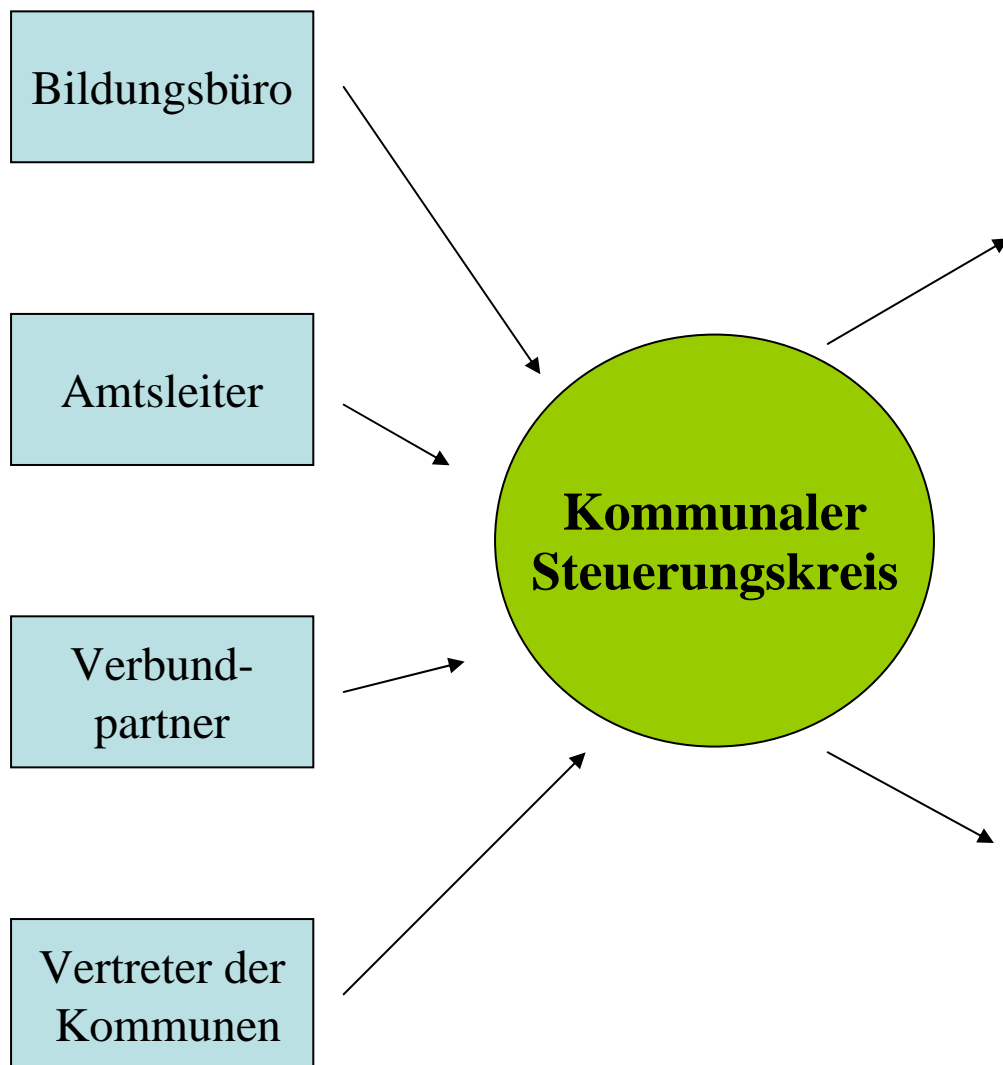 Bildungsbüro
Amtsleiter
Kommunaler
Steuerungskreis
Verbund-
partner
Vertreter der
Kommunen